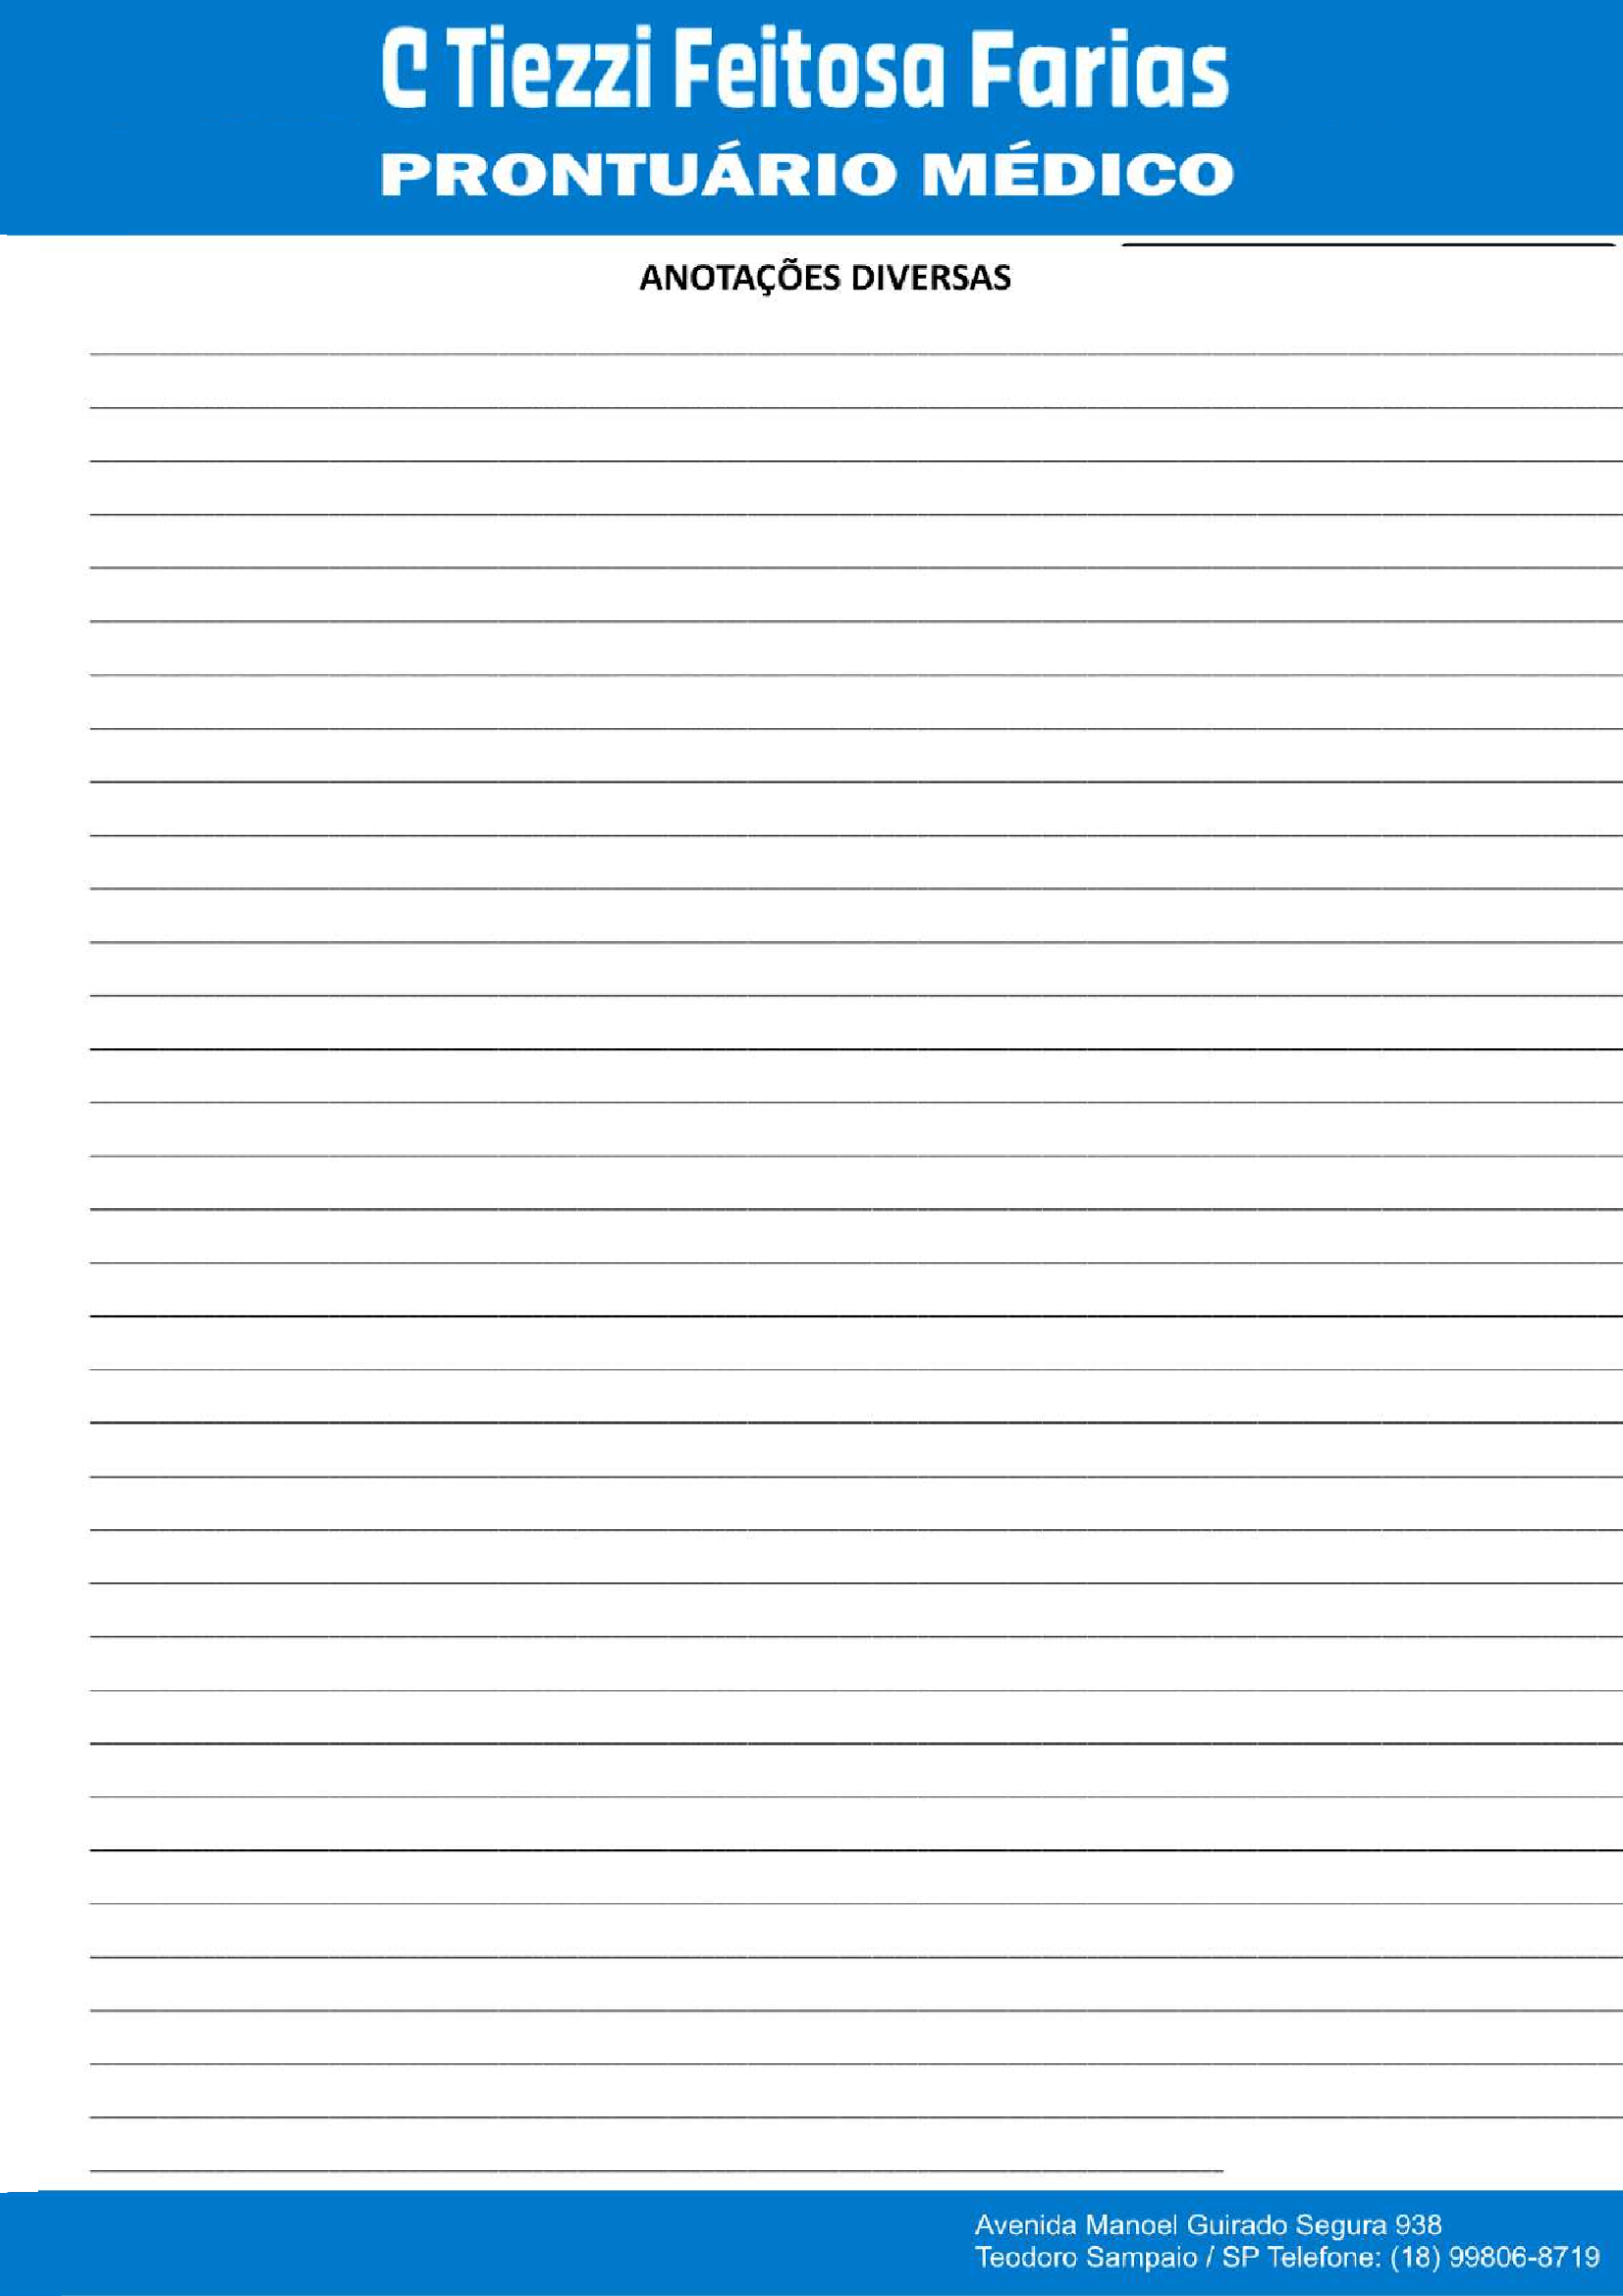 C Tiezzi Feitosa Farias
PRONTUÁRIO MÉDICO
ANOTAÇÕES DIVERSAS
Avenida Manoel Guirado Segura 938
Teodoro Sampaio / SP Telefone: (18) 99806-8719